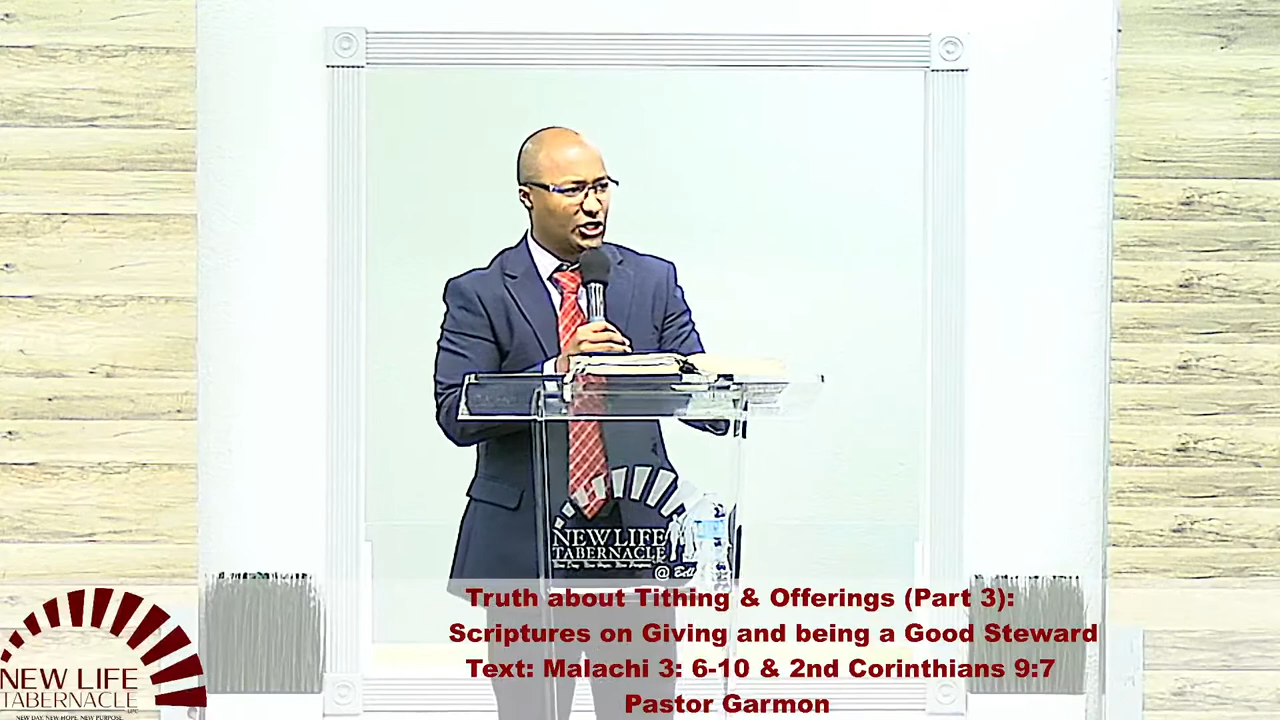 NEW LIFE
TABERNACLE
@ Bell
Truth about Tithing & Offerings (Part 3):
Scriptures on Giving and being a Good Steward
Text: Malachi 3: 6-10 & 2nd Corinthians 9:7
Pastor Garmon
NEW LIFE
TABERNACLE
NEW DAY. NEW HOPE. NEW PURPOSE.